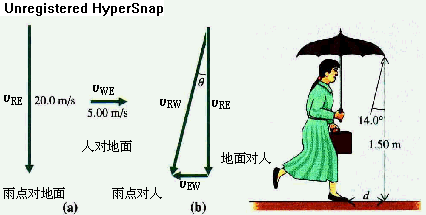 Unregistered HyperSnap
υRE 20.0 m/s
υWE
5.00 m/s
人对地面
雨点对地面
(a)
θ
υRW
υRE
υEW
雨点对人
(b)
地面对人
14.0°
1.50 m
d